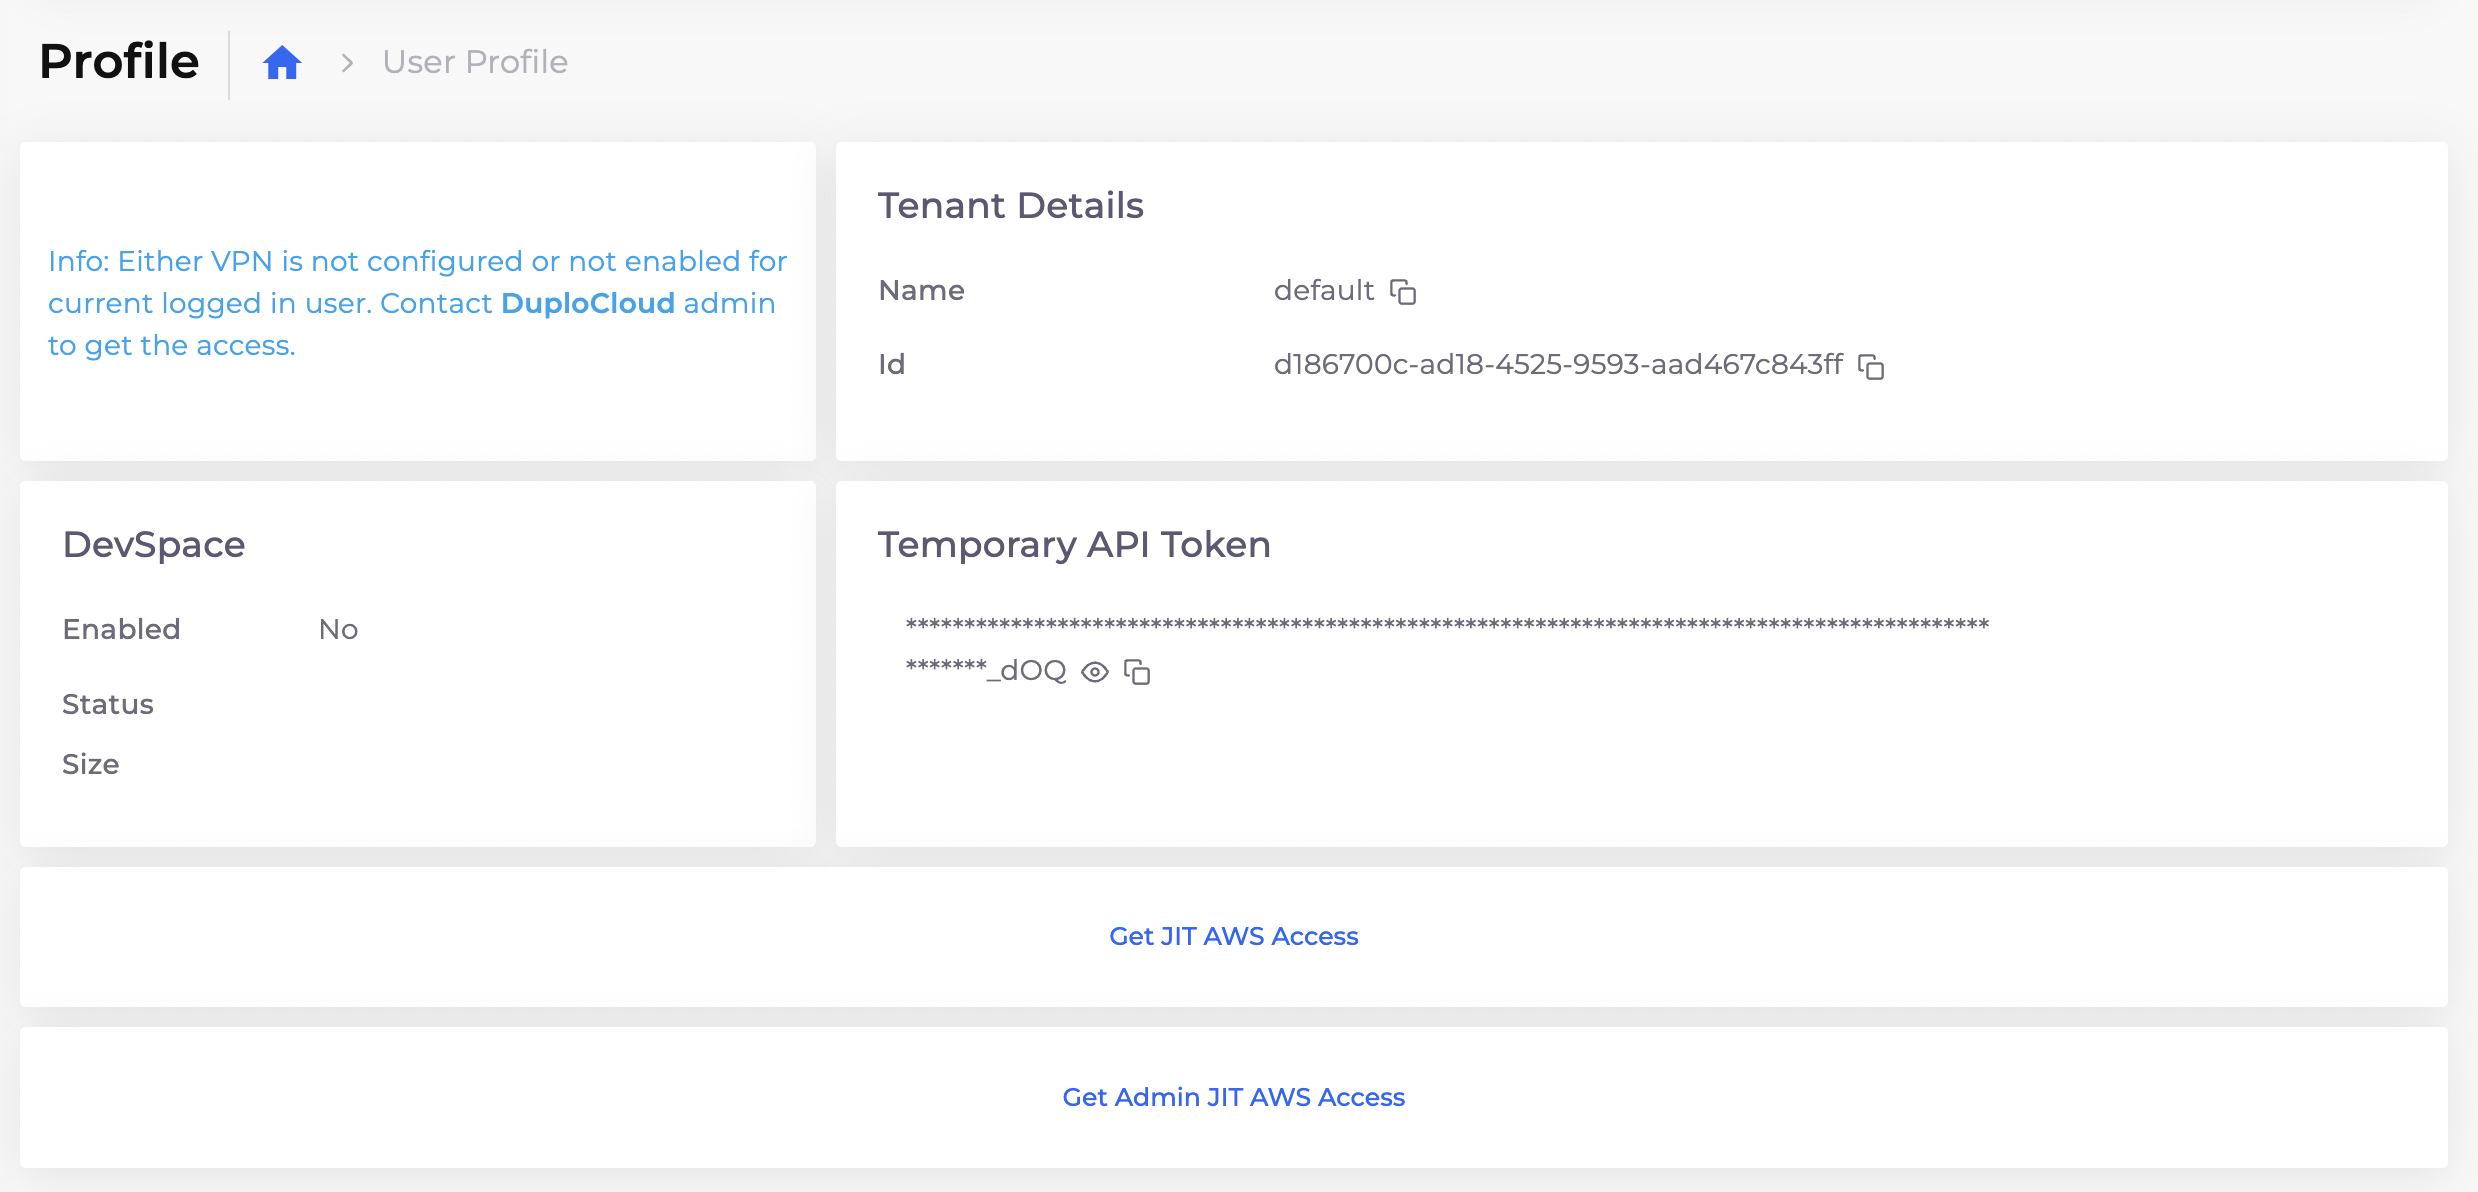 Profile
User Profile
Info: Either VPN is not configured or not enabled for
current logged in user. Contact DuploCloud admin
to get the access.
Tenant Details
Name default
Id d186700c-ad18-4525-9593-aad467c843ff
DevSpace
Enabled No
Status
Size
Temporary API Token
*********************************************************************************************
*******_dOQ
Get JIT AWS Access
Get Admin JIT AWS Access